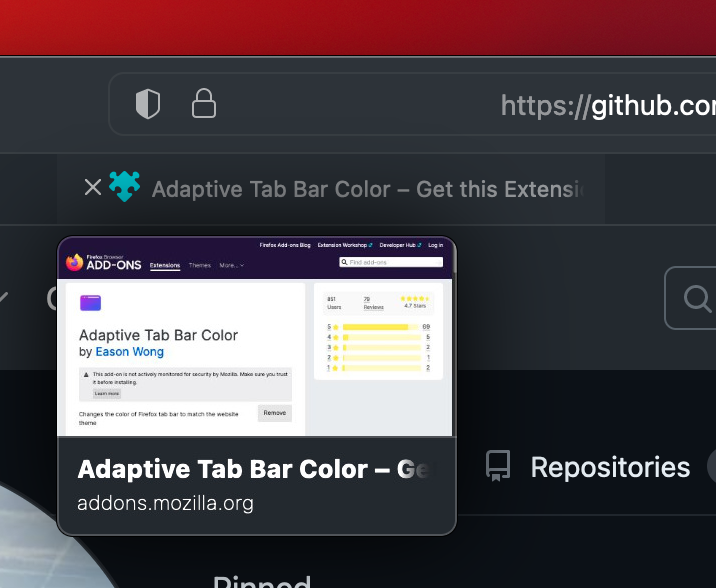 https://github.co
Adaptive Tab Bar Color – Get this Extensi
Firefox Add-ons Blog Extension Workshop Developer Hub Log in
Firefox Browser
ADD-ONS Extensions Themes More... Find add-ons
851 79 4.7 Stars
Users Reviews
5 69
4 5
3 2
2 1
1 2
Adaptive Tab Bar Color
by Eason Wong
This add-on is not actively monitored for security by Mozilla. Make sure you trust
it before installing.
Learn more
Changes the color of Firefox tab bar to match the website
theme
Remove
Adaptive Tab Bar Color – Ge
addons.mozilla.org
Repositories
Pinned